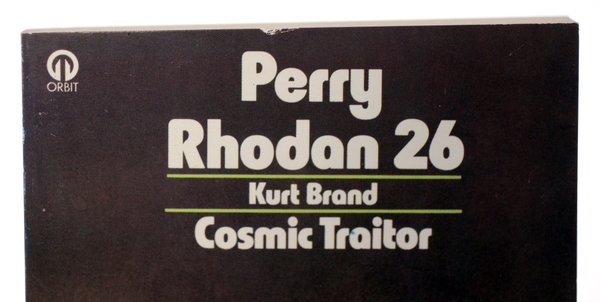 ORBIT
Perry
Rhodan 26
Kurt Brand
Cosmic Traitor